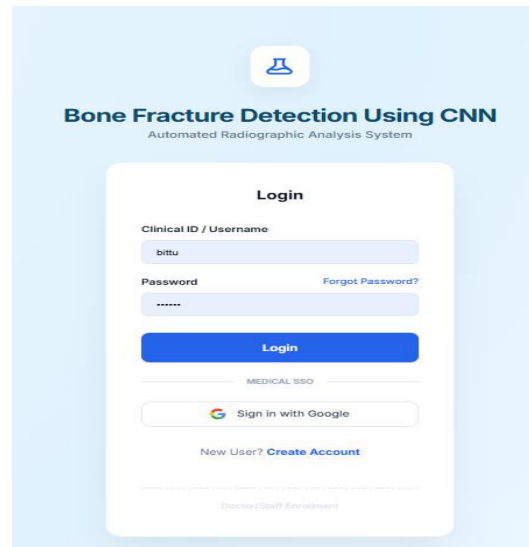 Bone Fracture Detection Using CNN
Automated Radiographic Analysis System
Login
Clinical ID / Username
bittu
Password Forgot Password?
••••••
Login
MEDICAL SSO
Sign in with Google
New User? Create Account
Doctor/Staff Enrollment